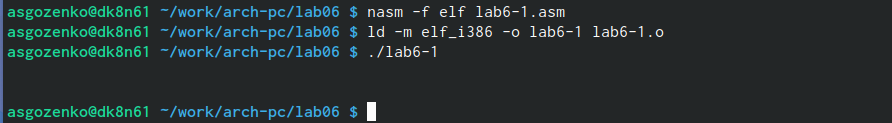 asgozenko@dk8n61 ~/work/arch-pc/lab06 $ nasm -f elf lab6-1.asm
asgozenko@dk8n61 ~/work/arch-pc/lab06 $ ld -m elf_i386 -o lab6-1 lab6-1.o
asgozenko@dk8n61 ~/work/arch-pc/lab06 $ ./lab6-1
asgozenko@dk8n61 ~/work/arch-pc/lab06 $